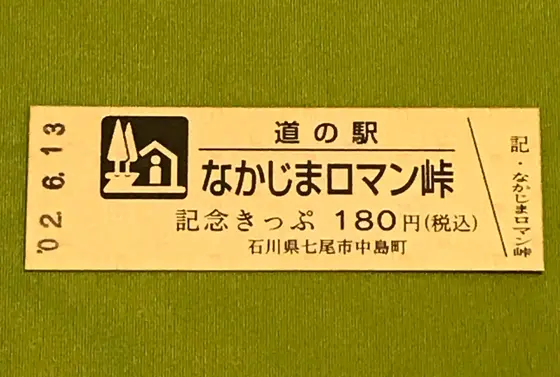 '02. 6. 13
道の駅
なかじまロマン峠
記念きっぷ 180円(税込)
石川県七尾市中島町
記・なかじまロマン峠